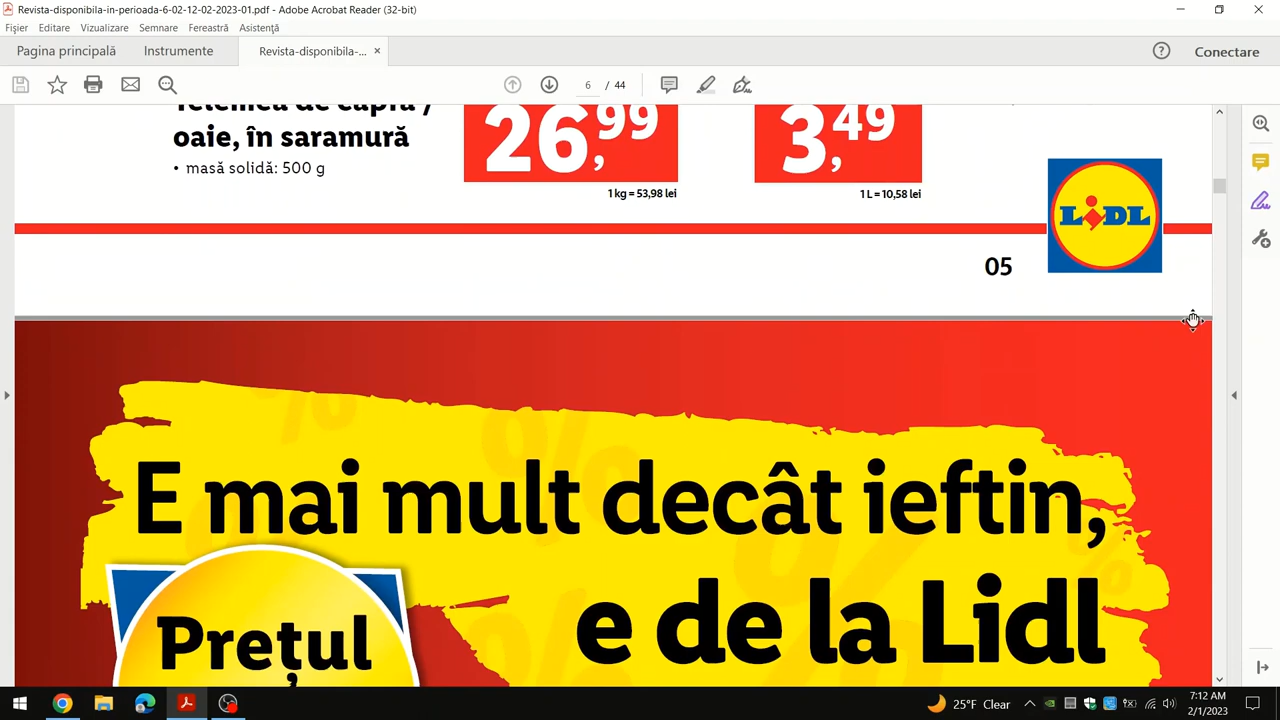 Revista-disponibila-in-perioada-6-02-12-02-2023-01.pdf - Adobe Acrobat Reader (32-bit)
Fișier Editare Vizualizare Semnare Fereastră Asistență
Pagina principală Instrumente Revista-disponibila-... × Conectare
6 / 44
Telemea de capră /
oaie, în saramură
• masă solidă: 500 g
26,99
1 kg = 53,98 lei
3,49
1 L = 10,58 lei
LIDL
05
E mai mult decât ieftin,
e de la Lidl
Prețul
25°F Clear
7:12 AM
2/1/2023